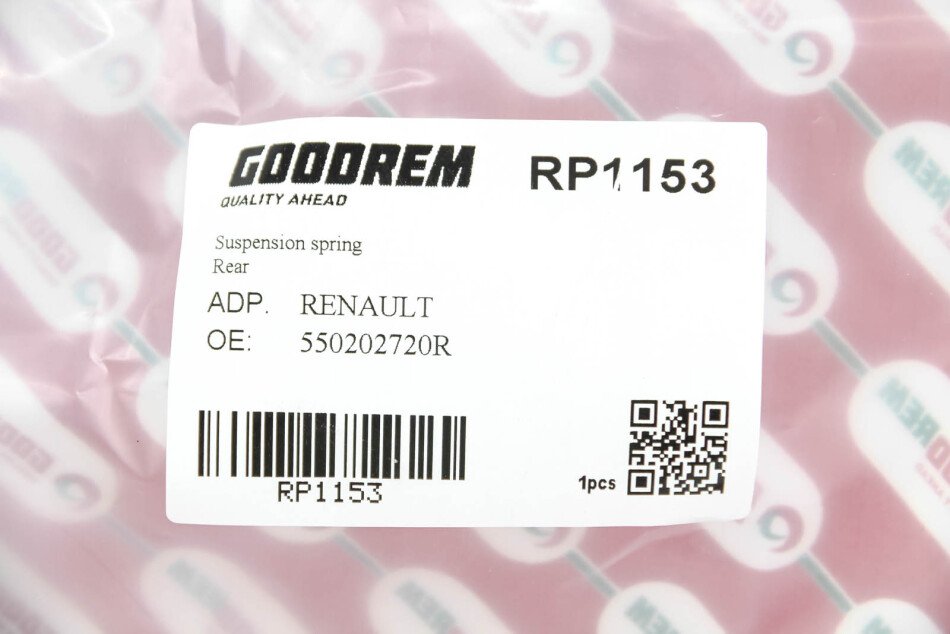 GOODREM
QUALITY AHEAD
RP1153
Suspension spring
Rear
ADP. RENAULT
OE: 550202720R
RP1153
1pcs